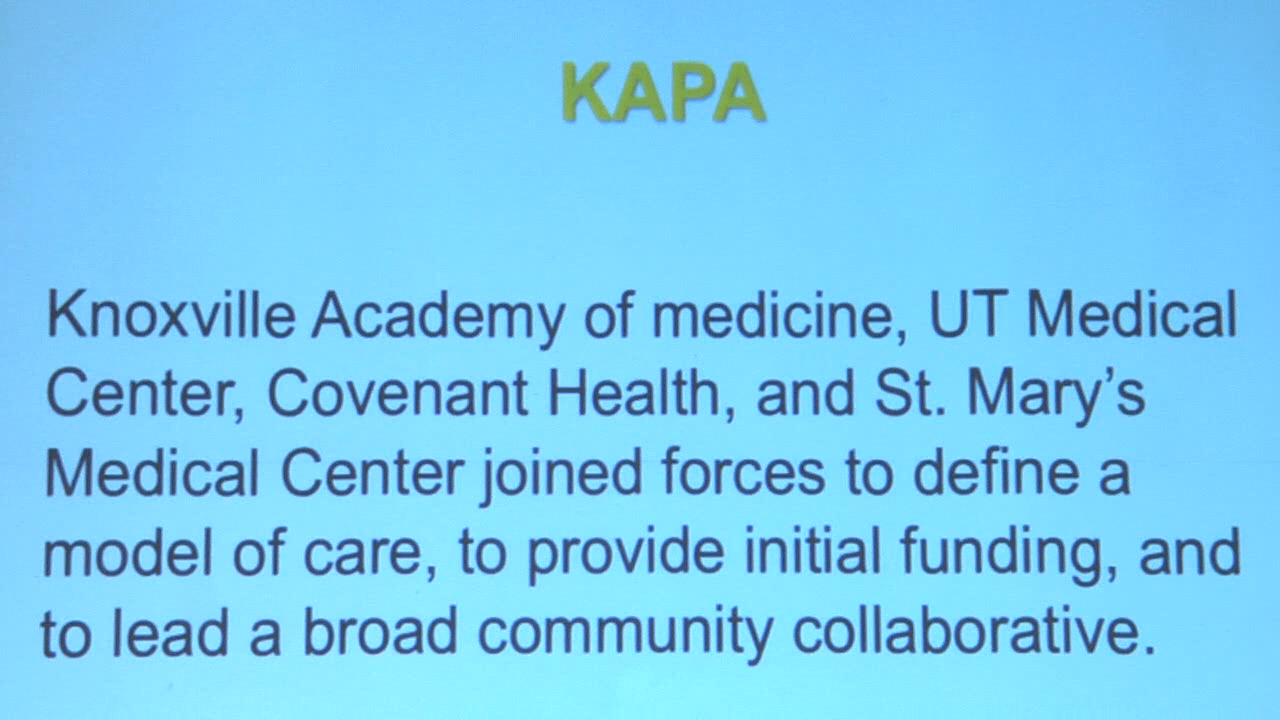 KAPA
Knoxville Academy of medicine, UT Medical
Center, Covenant Health, and St. Mary’s
Medical Center joined forces to define a
model of care, to provide initial funding, and
to lead a broad community collaborative.